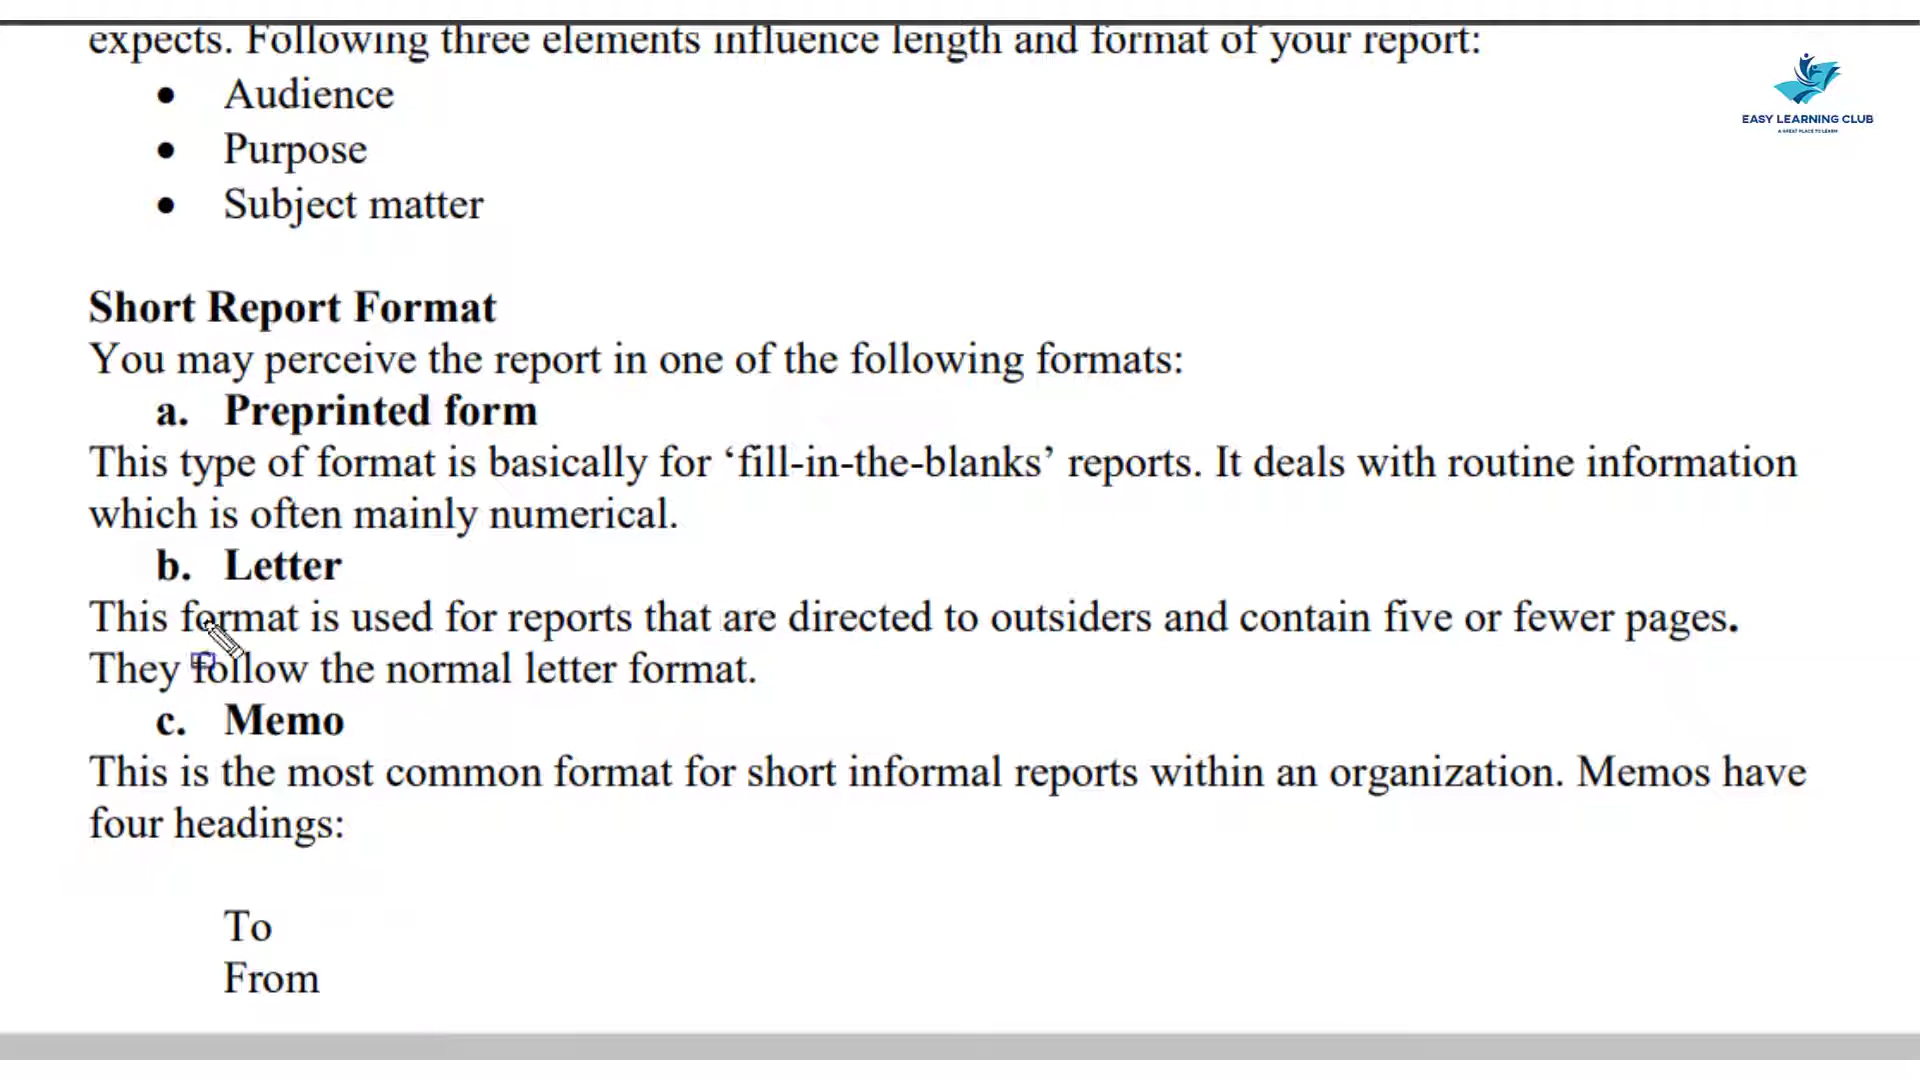 expects. Following three elements influence length and format of your report:
• Audience
• Purpose
• Subject matter
EASY LEARNING CLUB
A GREAT PLACE TO LEARN
Short Report Format
You may perceive the report in one of the following formats:
a. Preprinted form
This type of format is basically for ‘fill-in-the-blanks’ reports. It deals with routine information
which is often mainly numerical.
b. Letter
This format is used for reports that are directed to outsiders and contain five or fewer pages.
They follow the normal letter format.
c. Memo
This is the most common format for short informal reports within an organization. Memos have
four headings:
To
From